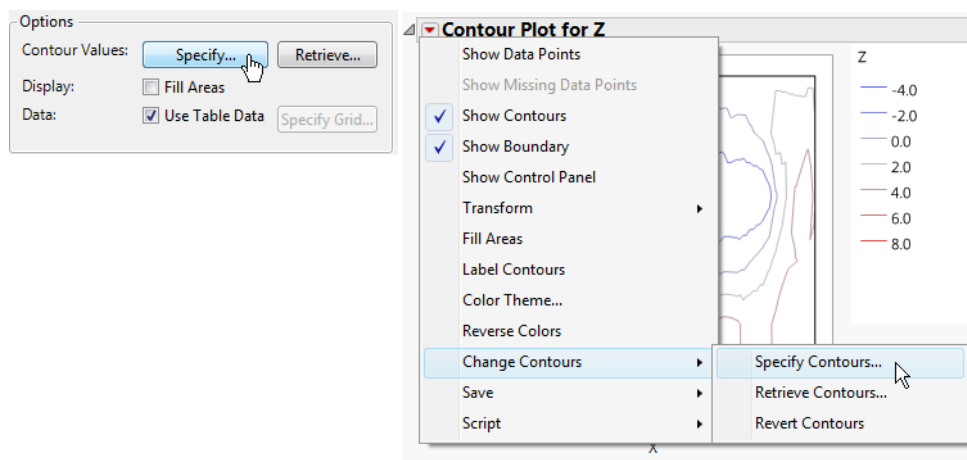 Options
Contour Values: Specify... Retrieve...
Display: Fill Areas
Data: Use Table Data Specify Grid...
Contour Plot for Z
Show Data Points
Show Missing Data Points
Show Contours
Show Boundary
Show Control Panel
Transform
Fill Areas
Label Contours
Color Theme...
Reverse Colors
Change Contours
Save
Script
Specify Contours...
Retrieve Contours...
Revert Contours
Z
-4.0
-2.0
0.0
2.0
4.0
6.0
8.0
X